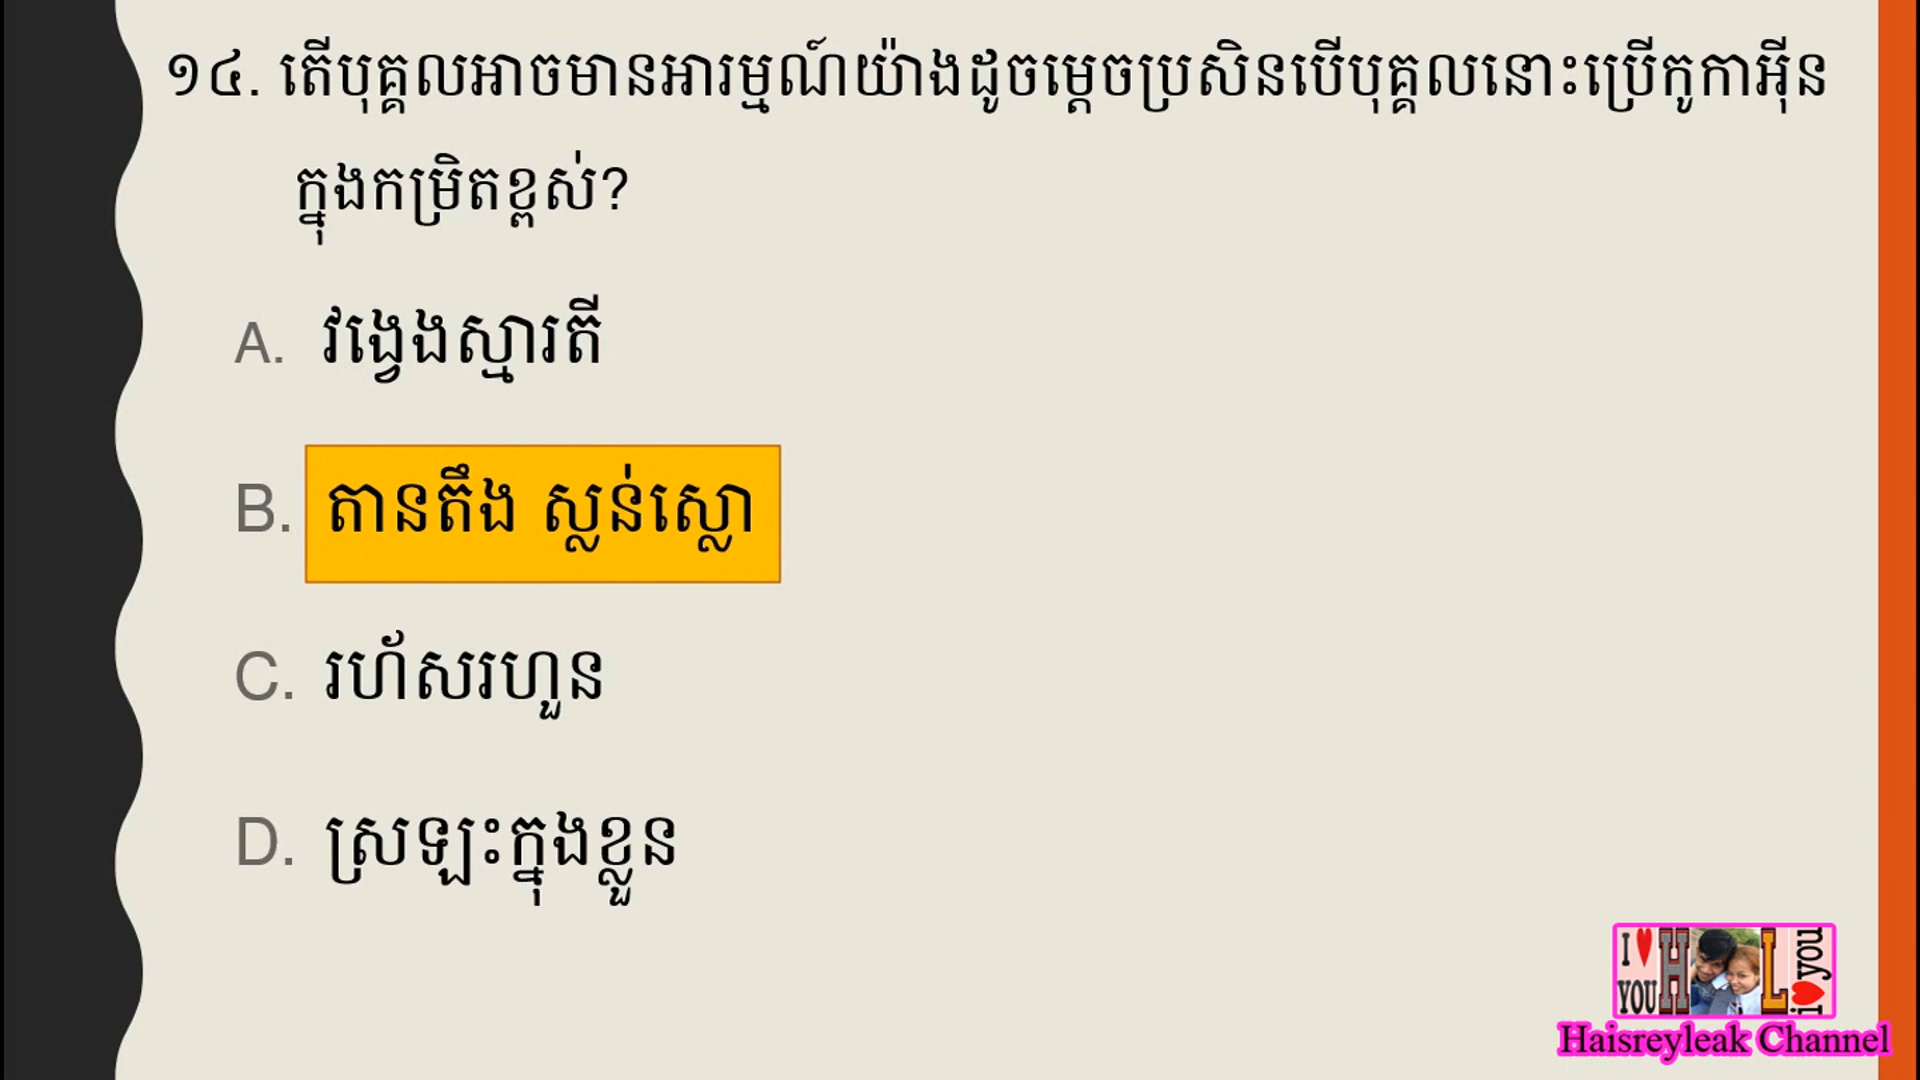 ១៤. តើបុគ្គលអាចមានអារម្មណ៍យ៉ាងដូចម្ដេចប្រសិនបើបុគ្គលនោះប្រើកូកាអ៊ីន
ក្នុងកម្រិតខ្ពស់?
A. វង្វេងស្មារតី
B. តានតឹង ស្លន់ស្លោ
C. រហ័សរហួន
D. ស្រឡះក្នុងខ្លួន
I ♥ YOU H L i ♥ you
Haisreyleak Channel